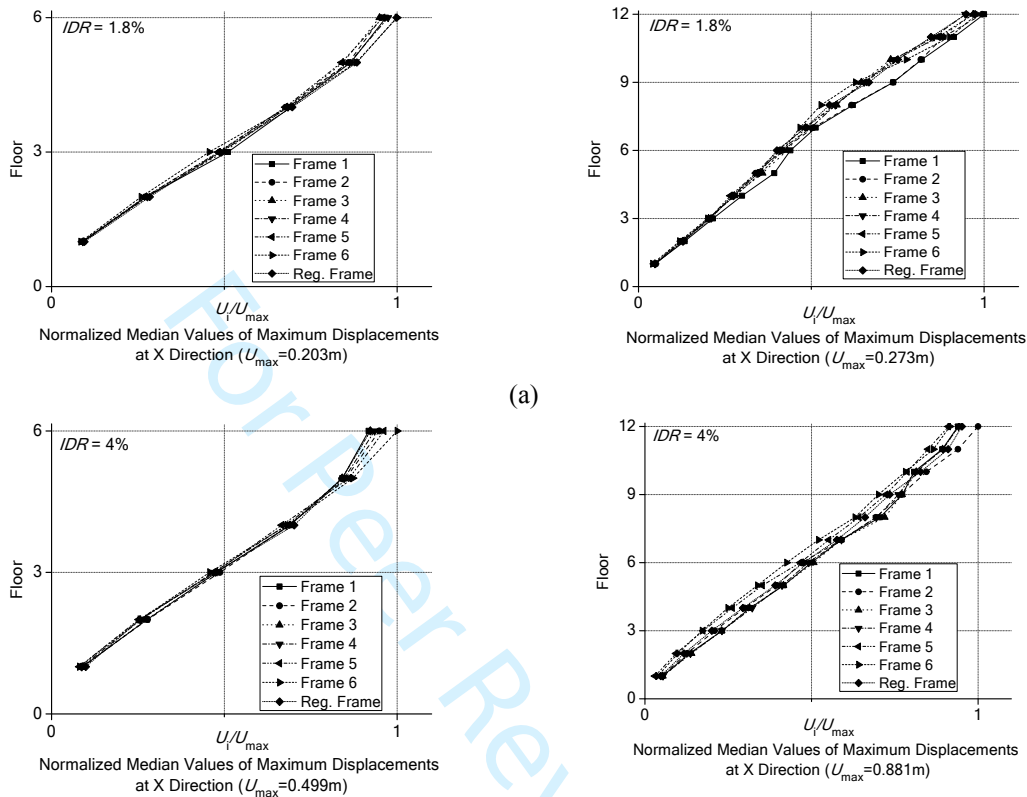 IDR = 1.8%
6
3
0
Floor
Frame 1
Frame 2
Frame 3
Frame 4
Frame 5
Frame 6
Reg. Frame
0
1
Ui/Umax
Normalized Median Values of Maximum Displacements
at X Direction (Umax=0.203m)
IDR = 1.8%
12
9
6
3
0
Floor
Frame 1
Frame 2
Frame 3
Frame 4
Frame 5
Frame 6
Reg. Frame
0
1
Ui/Umax
Normalized Median Values of Maximum Displacements
at X Direction (Umax=0.273m)
(a)
IDR = 4%
6
3
0
Floor
Frame 1
Frame 2
Frame 3
Frame 4
Frame 5
Frame 6
Reg. Frame
0
1
Ui/Umax
Normalized Median Values of Maximum Displacements
at X Direction (Umax=0.499m)
IDR = 4%
12
9
6
3
0
Floor
Frame 1
Frame 2
Frame 3
Frame 4
Frame 5
Frame 6
Reg. Frame
0
1
Ui/Umax
Normalized Median Values of Maximum Displacements
at X Direction (Umax=0.881m)
For Peer Rev